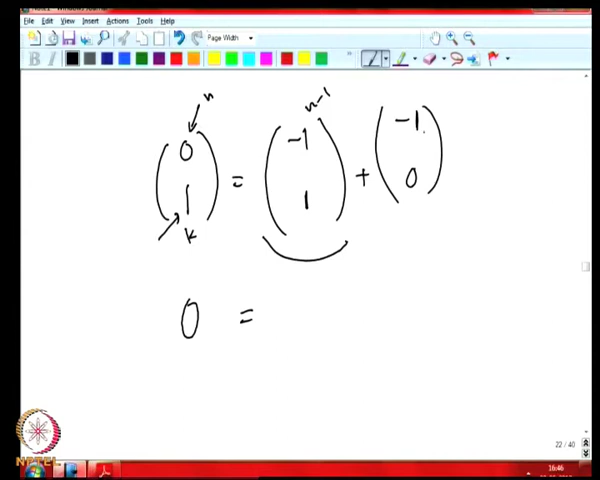 File Edit View Insert Actions Tools Help
Page Width
B I
n n-1
( 0 ) = ( -1 ) + ( -1 )
( 1 ) ( 1 ) ( 0 )
k
0 =
22 / 40
NPTEL
16:46